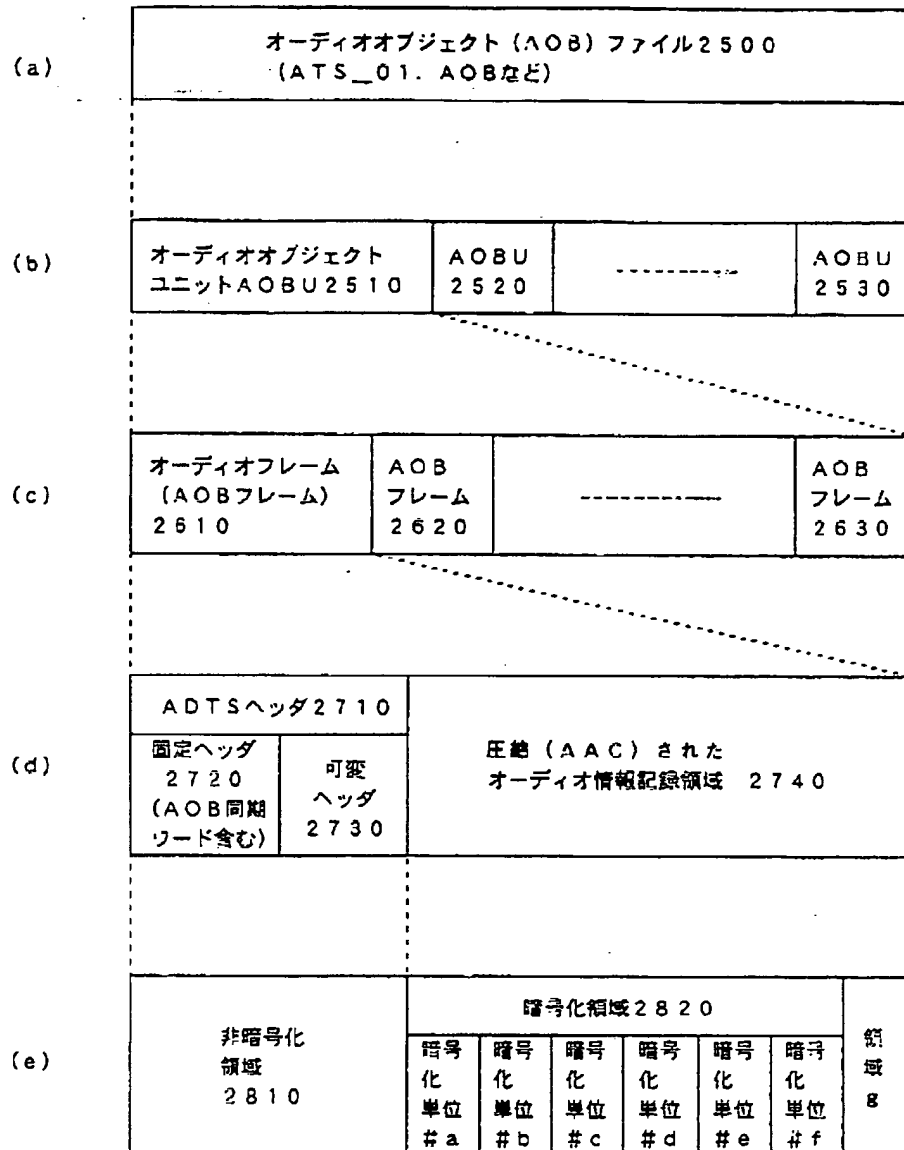 (a)
オーディオオブジェクト（AOB）ファイル2500
（ATS_01．AOBなど）
(b)
オーディオオブジェクト
ユニットAOBU2510
AOBU
2520
AOBU
2530
(c)
オーディオフレーム
（AOBフレーム）
2610
AOB
フレーム
2620
AOB
フレーム
2630
(d)
ADTSヘッダ2710
固定ヘッダ
2720
（AOB同期
ワード含む）
可変
ヘッダ
2730
圧縮（AAC）された
オーディオ情報記録領域 2740
(e)
非暗号化
領域
2810
暗号化領域2820
暗号
化
単位
#a
暗号
化
単位
#b
暗号
化
単位
#c
暗号
化
単位
#d
暗号
化
単位
#e
暗号
化
単位
#f
領
域
g